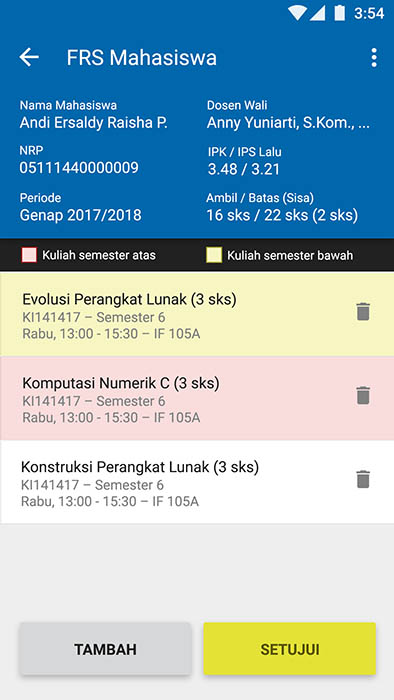 3:54
FRS Mahasiswa
Nama Mahasiswa
Andi Ersaldy Raisha P.
Dosen Wali
Anny Yuniarti, S.Kom., ...
NRP
05111440000009
IPK / IPS Lalu
3.48 / 3.21
Periode
Genap 2017/2018
Ambil / Batas (Sisa)
16 sks / 22 sks (2 sks)
Kuliah semester atas
Kuliah semester bawah
Evolusi Perangkat Lunak (3 sks)
KI141417 – Semester 6
Rabu, 13:00 - 15:30 – IF 105A
Komputasi Numerik C (3 sks)
KI141417 – Semester 6
Rabu, 13:00 - 15:30 – IF 105A
Konstruksi Perangkat Lunak (3 sks)
KI141417 – Semester 6
Rabu, 13:00 - 15:30 – IF 105A
TAMBAH
SETUJUI